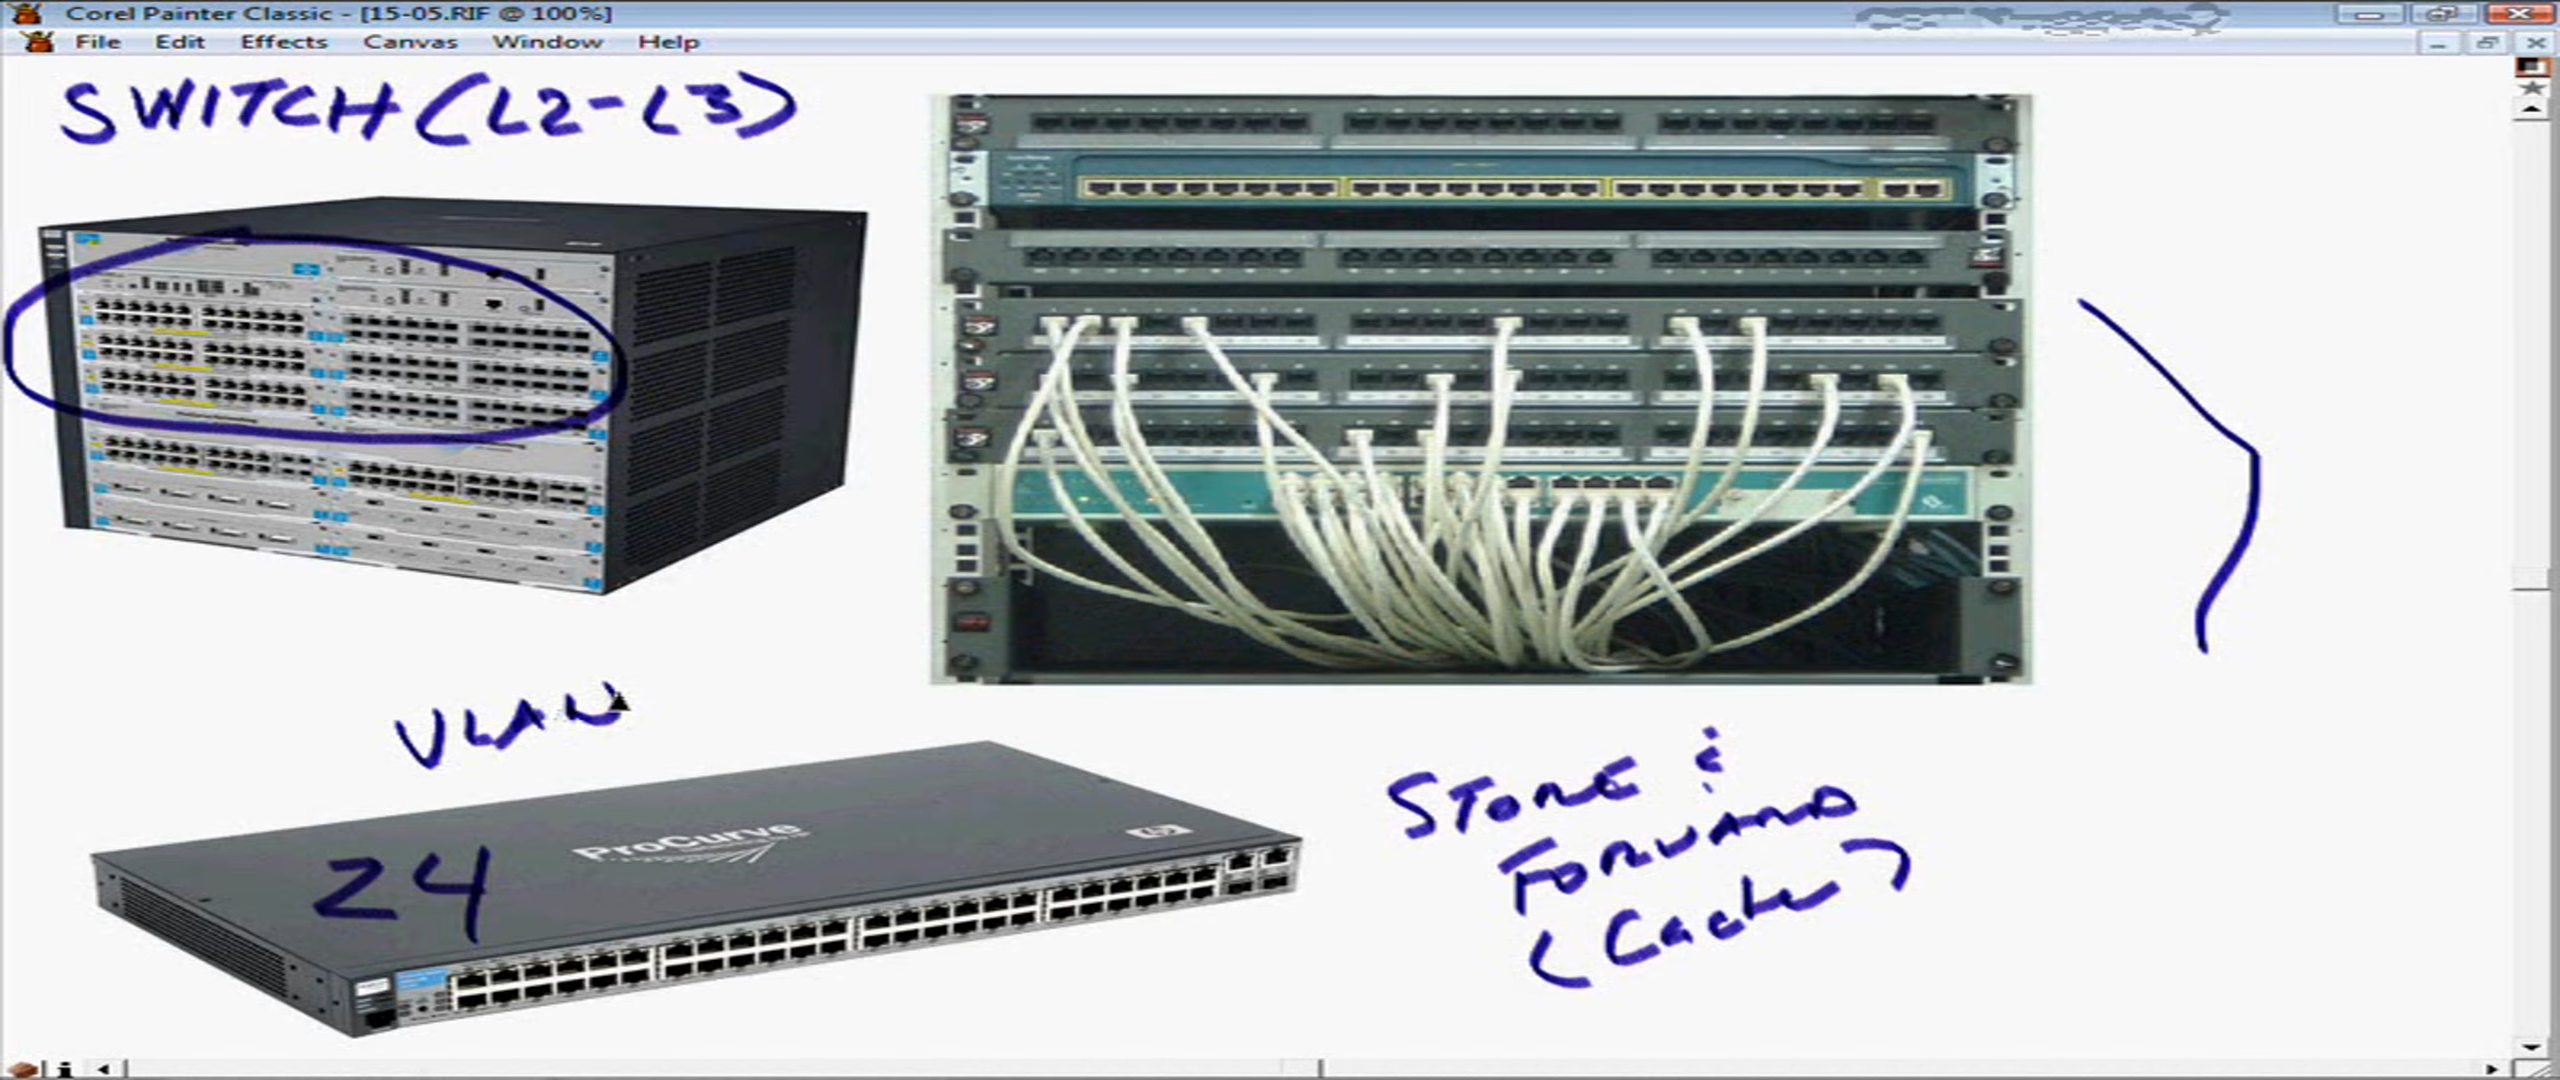 Corel Painter Classic - [15-05.RIF @ 100%]
File Edit Effects Canvas Window Help
SWITCH (L2-L3)
VLAN
STORE &
FORWARD
(Cache)
ProCurve
hp
24